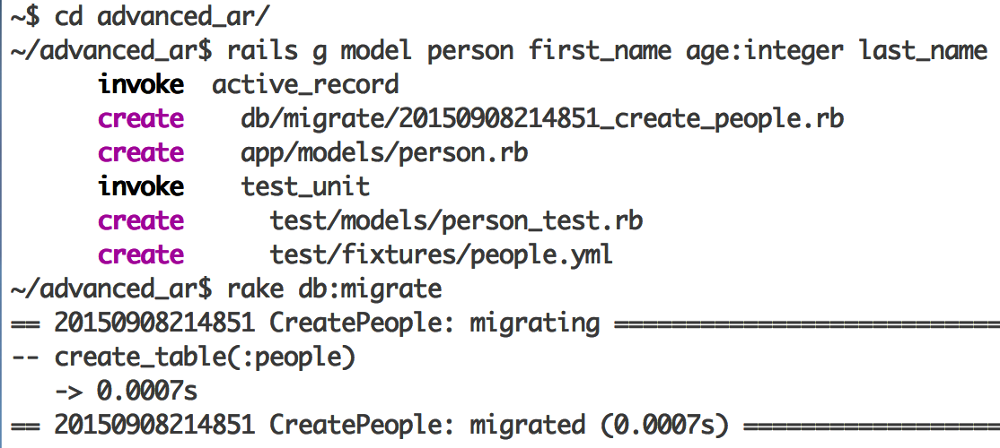 ~$ cd advanced_ar/
~/advanced_ar$ rails g model person first_name age:integer last_name
      invoke  active_record
      create    db/migrate/20150908214851_create_people.rb
      create    app/models/person.rb
      invoke    test_unit
      create      test/models/person_test.rb
      create      test/fixtures/people.yml
~/advanced_ar$ rake db:migrate
== 20150908214851 CreatePeople: migrating ===========================
-- create_table(:people)
   -> 0.0007s
== 20150908214851 CreatePeople: migrated (0.0007s) ==================